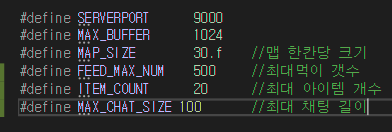 #define SERVERPORT 9000
#define MAX_BUFFER 1024
#define MAP_SIZE 30.f //맵 한칸당 크기
#define FEED_MAX_NUM 500 //최대먹이 갯수
#define ITEM_COUNT 20 //최대 아이템 개수
#define MAX_CHAT_SIZE 100 //최대 채팅 길이